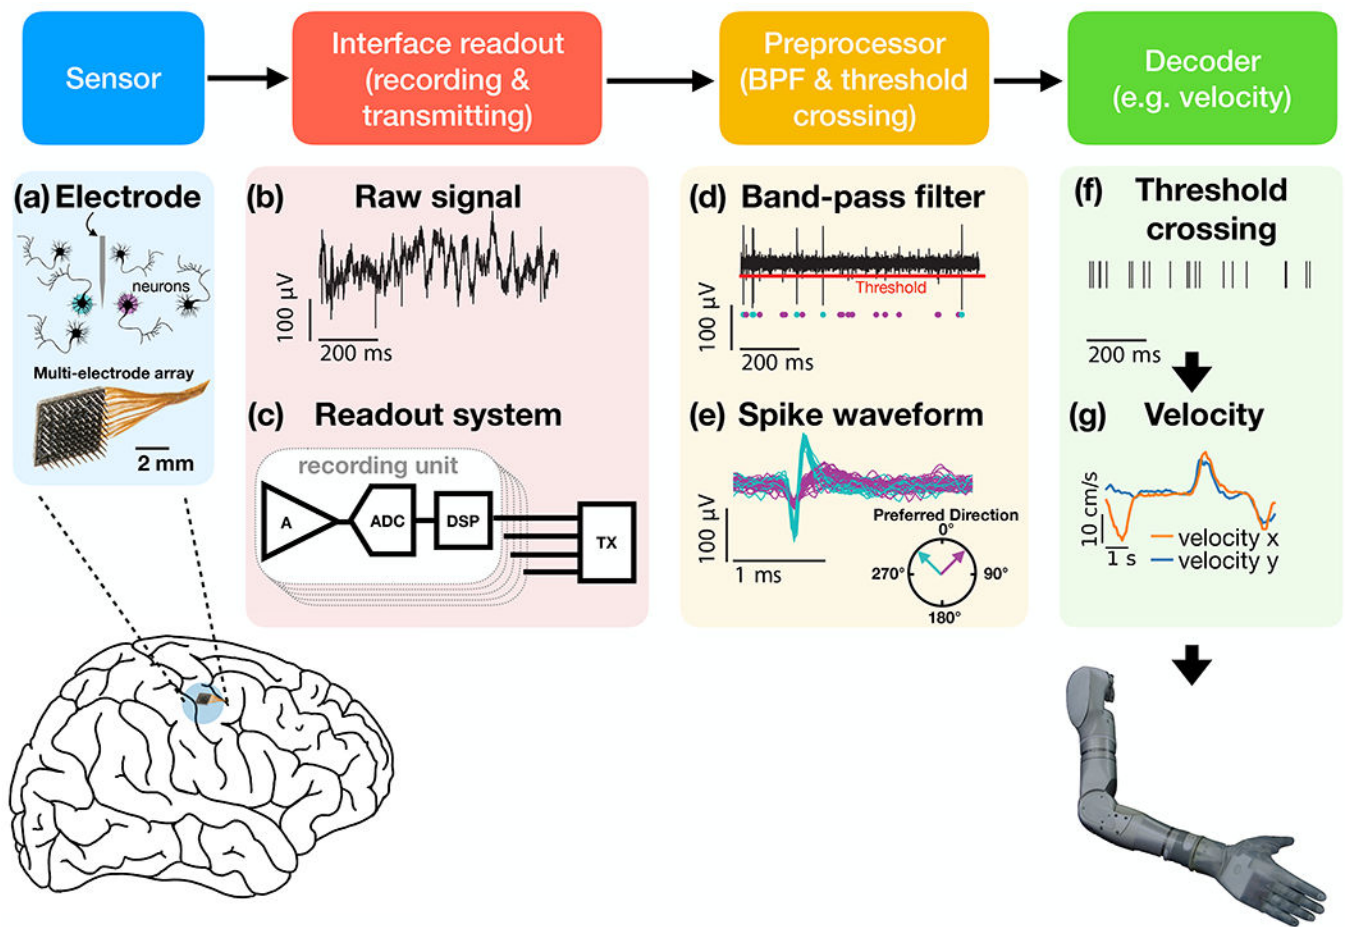 Sensor
Interface readout
(recording &
transmitting)
Preprocessor
(BPF & threshold
crossing)
Decoder
(e.g. velocity)
(a) Electrode
neurons
Multi-electrode array
2 mm
(b) Raw signal
100 µV
200 ms
(c) Readout system
recording unit
A
ADC
DSP
TX
(d) Band-pass filter
Threshold
100 µV
200 ms
(e) Spike waveform
100 µV
1 ms
Preferred Direction
0°
270°
90°
180°
(f) Threshold
crossing
200 ms
(g) Velocity
10 cm/s
1 s
velocity x
velocity y